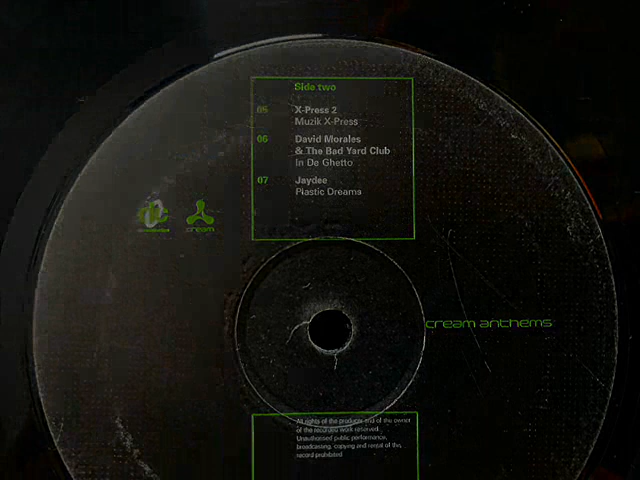 Side two
05 X-Press 2
Muzik X-Press
06 David Morales
& The Bad Yard Club
In De Ghetto
07 Jaydee
Plastic Dreams
cream
cream anthems
All rights of the producer and of the owner
of the recorded work reserved
Unauthorised public performance,
broadcasting, copying and rental of this
record prohibited